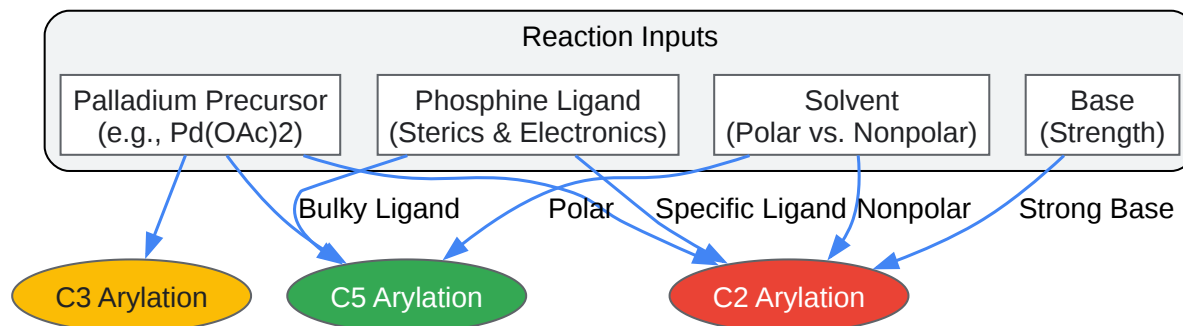 Reaction Inputs
Palladium Precursor
(e.g., Pd(OAc)2)
Phosphine Ligand
(Sterics & Electronics)
Solvent
(Polar vs. Nonpolar)
Base
(Strength)
Bulky Ligand
Polar
Specific Ligand
Nonpolar
Strong Base
C3 Arylation
C5 Arylation
C2 Arylation